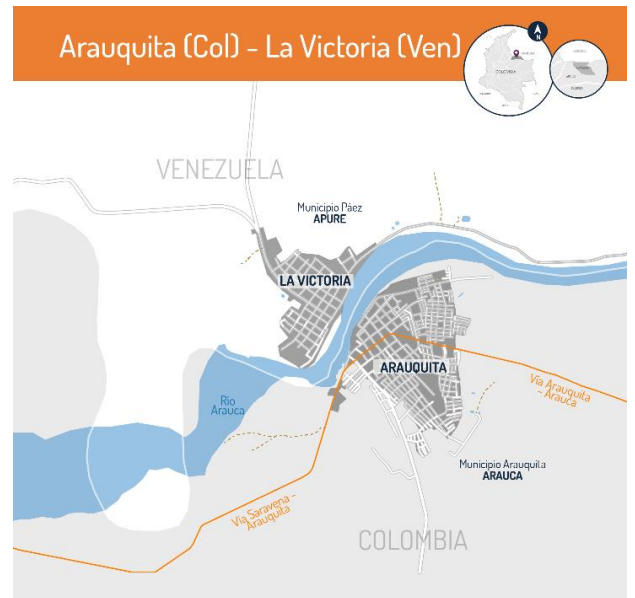 Arauquita (Col) - La Victoria (Ven)
N
COLOMBIA
VENEZUELA
Municipio Páez
APURE
LA VICTORIA
ARAUQUITA
Río
Arauca
Vía Arauquita
- Arauca
Municipio Arauquita
ARAUCA
Vía Saravena -
Arauquita
COLOMBIA